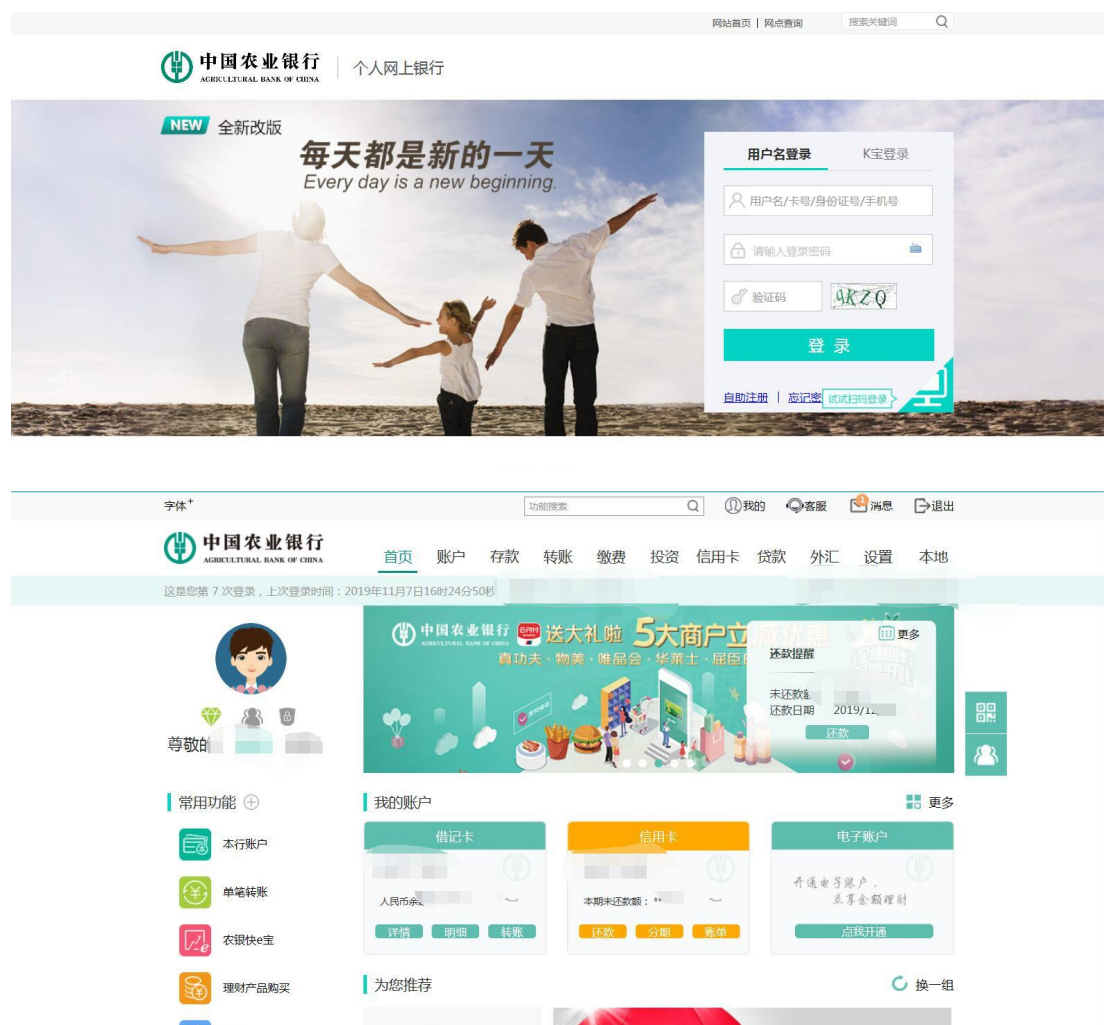 网站首页 | 网点查询 搜索关键词
中国农业银行 个人网上银行
AGRICULTURAL BANK OF CHINA
NEW 全新改版
每天都是新的一天
Every day is a new beginning.
用户名登录 K宝登录
用户名/卡号/身份证号/手机号
请输入登录密码
验证码 9KZQ
登 录
自助注册 | 忘记密 试试扫码登录
字体+ 功能搜索 我的 客服 1 消息 退出
中国农业银行
AGRICULTURAL BANK OF CHINA
首页 账户 存款 转账 缴费 投资 信用卡 贷款 外汇 设置 本地
这是您第 7 次登录，上次登录时间：2019年11月7日16时24分50秒
中国农业银行 送大礼啦 5大商户立减优惠
AGRICULTURAL BANK OF CHINA
真功夫 · 物美 · 唯品会 · 华莱士 · 屈臣
更多
还款提醒
未还款
还款日期 2019/12
还款
尊敬的
常用功能
本行账户
单笔转账
农银快e宝
理财产品购买
我的账户 更多
借记卡
人民币余
详情 明细 转账
信用卡
本期未还款额：**
还款 分期 账单
电子账户
开通电子账户，
立享金额理财
点我开通
为您推荐 换一组